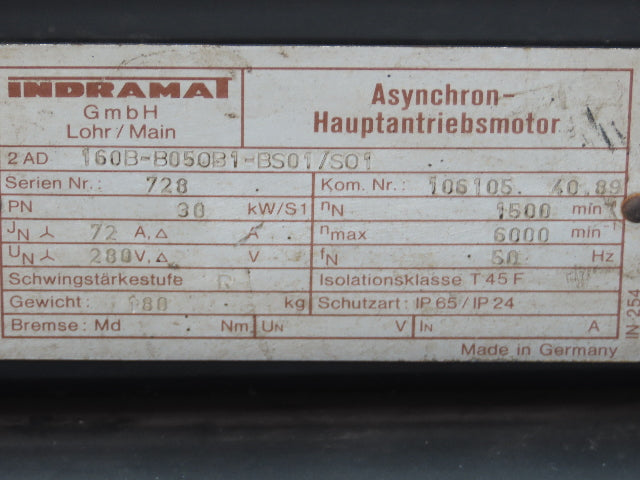 INDRAMAT
GmbH
Lohr / Main
Asynchron-
Hauptantriebsmotor
2 AD 160B-B050B1-BS01/S01
Serien Nr.: 728
Kom. Nr.: 106105. 40.89
PN 30 kW/S1
nN 1500 min⁻¹
JN ⅄ 72 A, △ A
nmax 6000 min⁻¹
UN ⅄ 280 V, △ V
fN Hz
Schwingstärkestufe
Isolationsklasse T 45 F
Gewicht: 180 kg
Schutzart: IP 65 / IP 24
Bremse: Md Nm UN V IN A
Made in Germany
IN-254